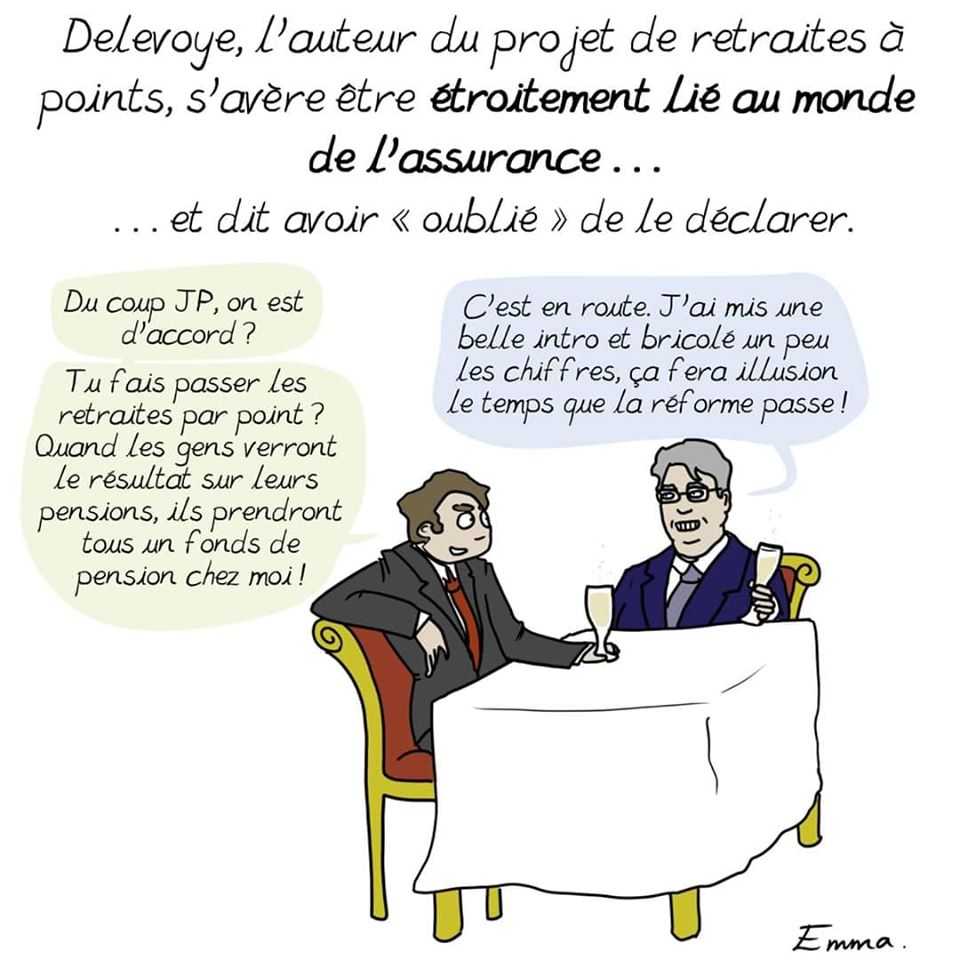 Delevoye, l'auteur du projet de retraites à
points, s'avère être étroitement lié au monde
de l'assurance...
... et dit avoir « oublié » de le déclarer.
Du coup JP, on est
d'accord ?
Tu fais passer les
retraites par point ?
Quand les gens verront
le résultat sur leurs
pensions, ils prendront
tous un fonds de
pension chez moi !
C'est en route. J'ai mis une
belle intro et bricolé un peu
les chiffres, ça fera illusion
le temps que la réforme passe !
Emma.